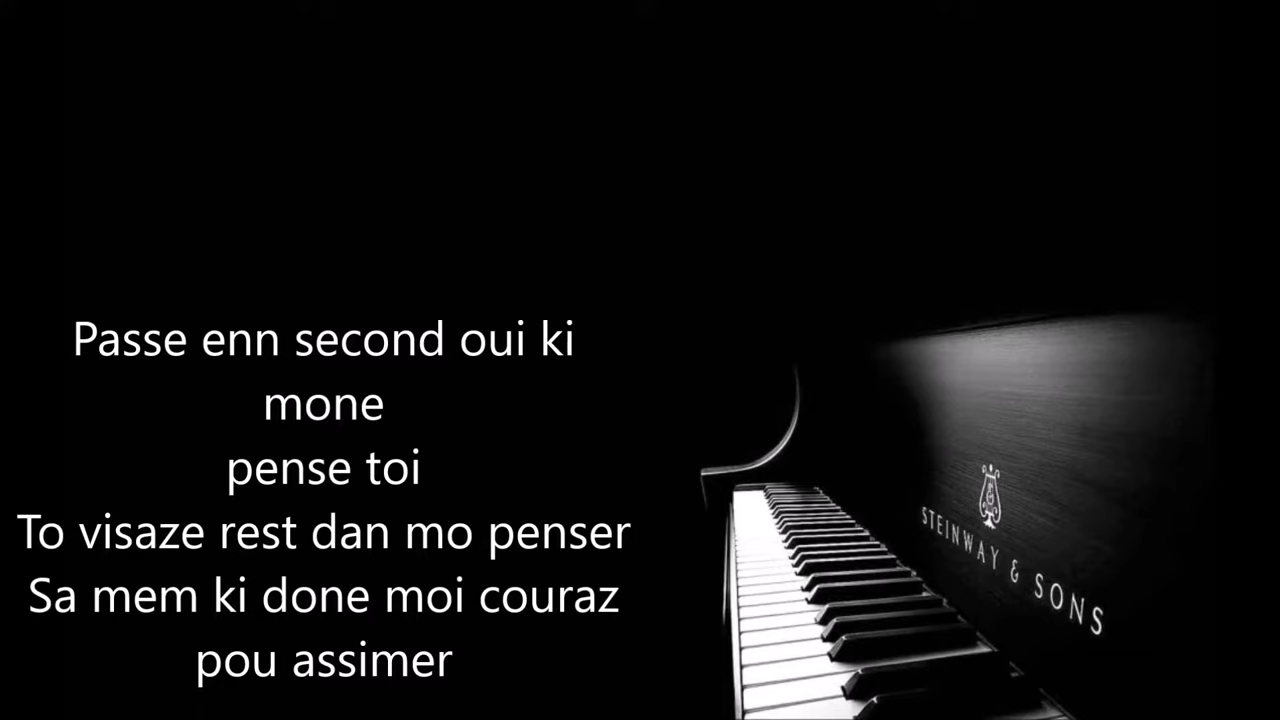 Passe enn second oui ki
mone
pense toi
To visaze rest dan mo penser
Sa mem ki done moi couraz
pou assimer
STEINWAY & SONS